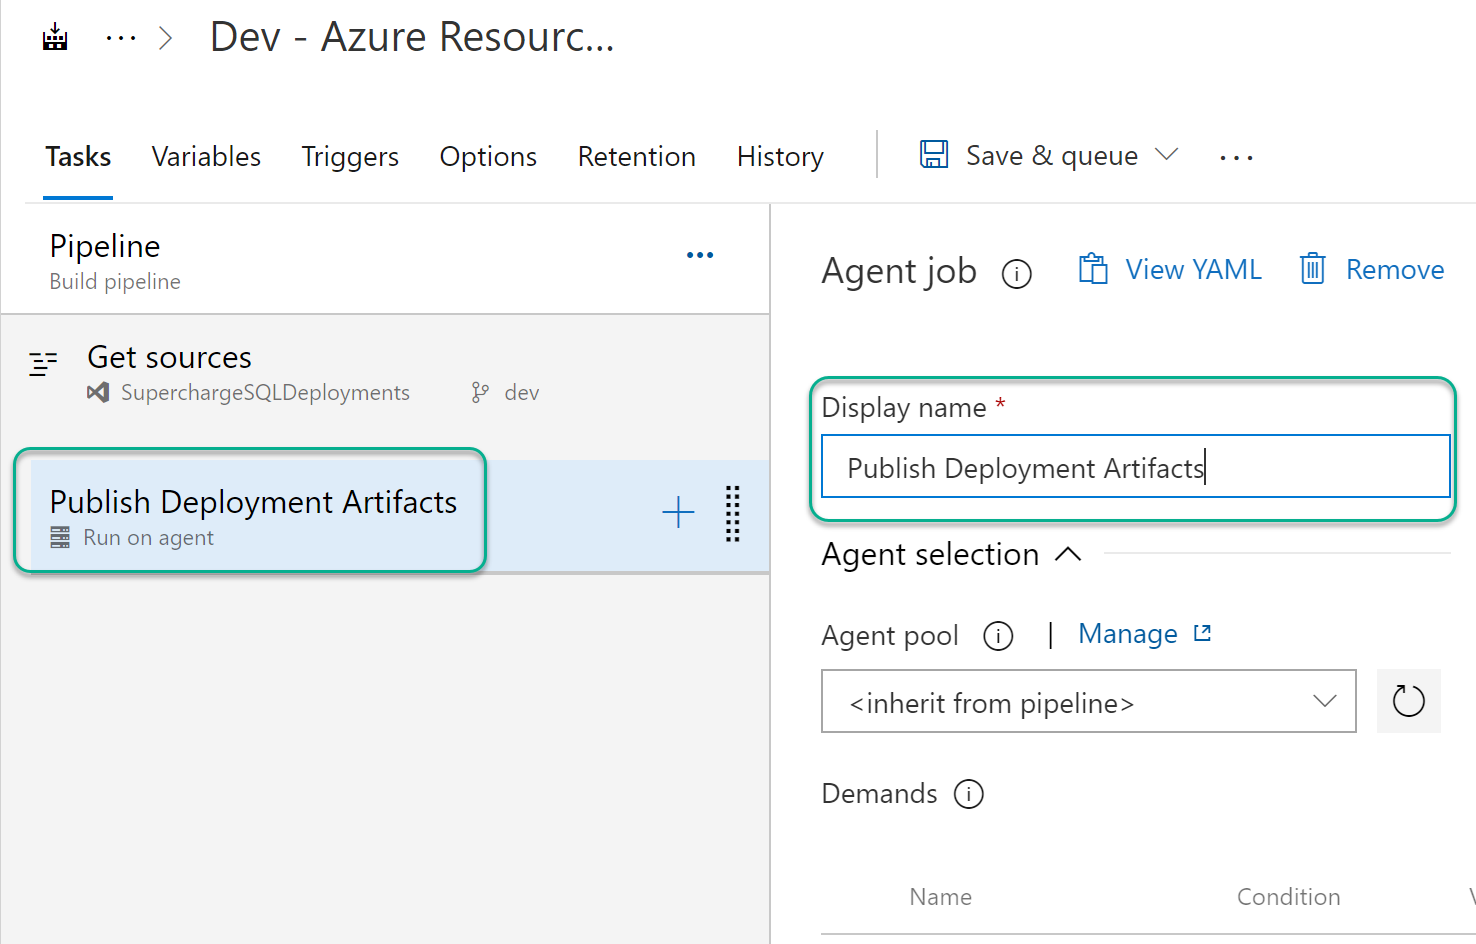 Dev - Azure Resourc...
Tasks Variables Triggers Options Retention History Save & queue ...
Pipeline
Build pipeline
Get sources
SuperchargeSQLDeployments dev
Publish Deployment Artifacts
Run on agent
Agent job View YAML Remove
Display name *
Publish Deployment Artifacts
Agent selection
Agent pool | Manage
<inherit from pipeline>
Demands
Name Condition